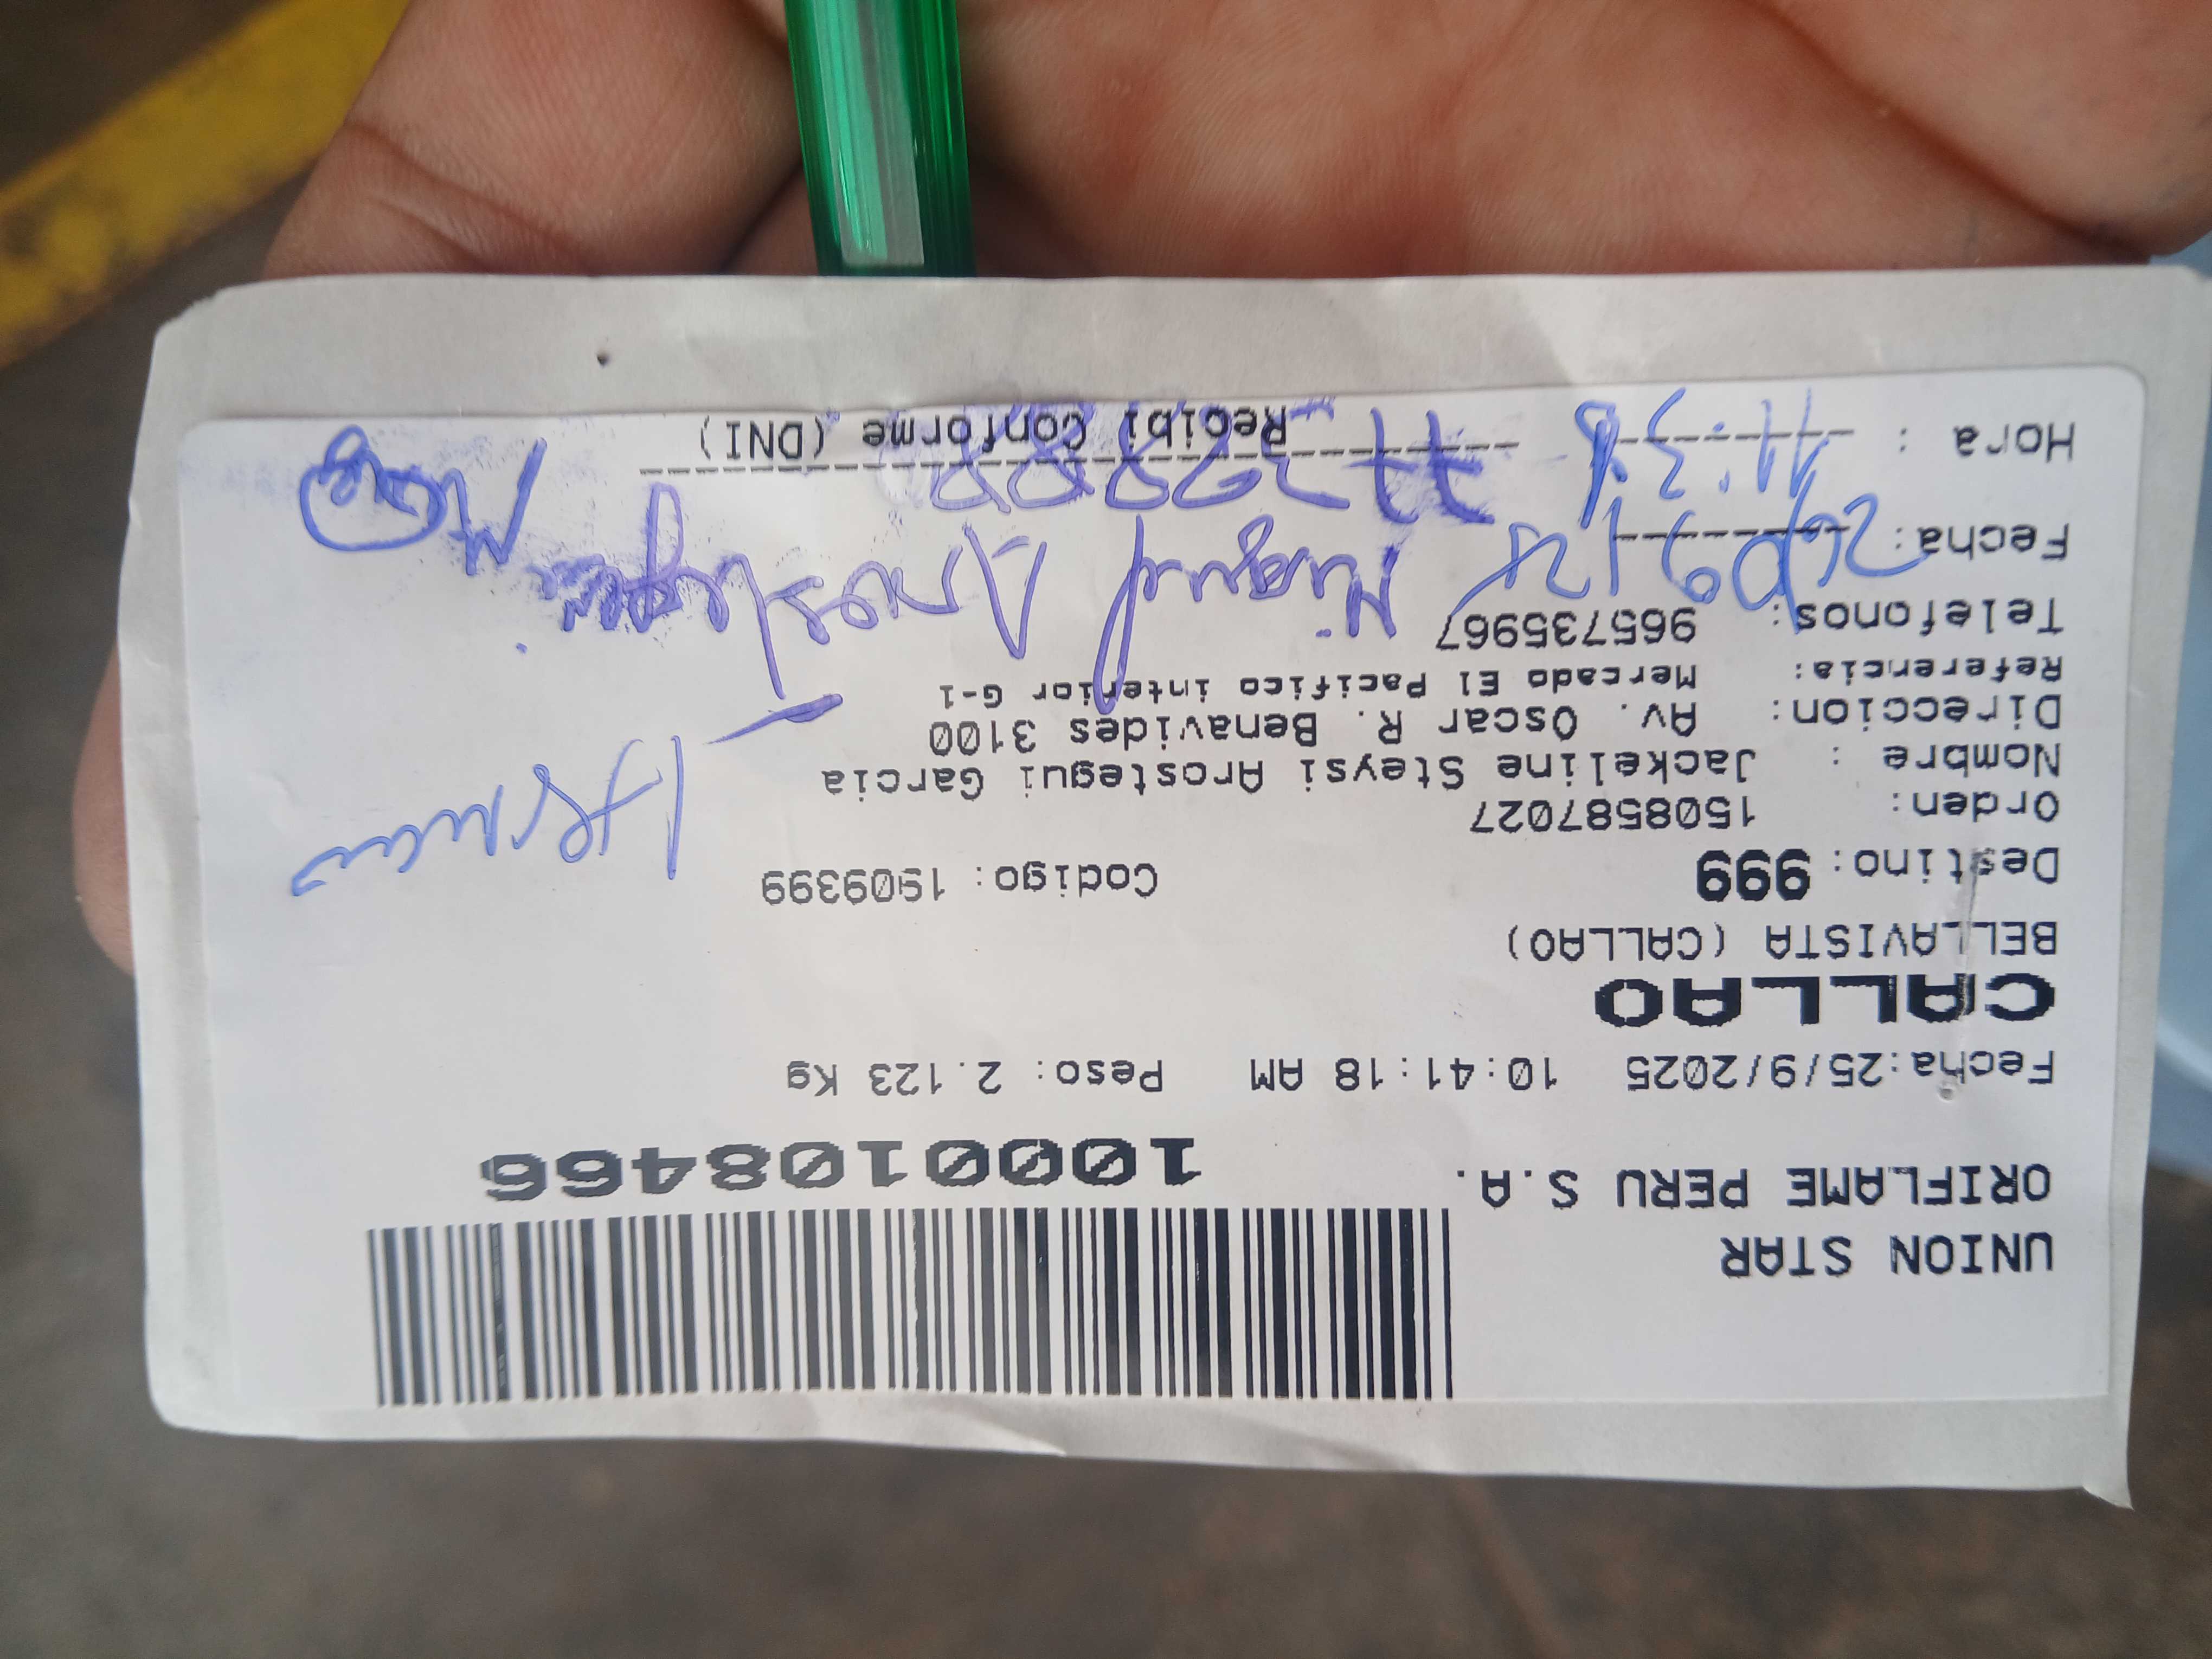 UNION STAR
ORIFLAME PERU S.A.
1000108466
Fecha:25/9/2025 10:41:18 AM Peso: 2.123 Kg
CALLAO
BELLAVISTA (CALLAO)
Destino: 999 Codigo: 1909399
Orden: 1508587027
Nombre : Jackeline Steysi Arostegui Garcia
Direccion: Av. Oscar R. Benavides 3100
Referencia: Mercado El Pacifico interior G-1
Telefonos: 965735967
Fecha: 26/09/25 Miguel Arostegui
Hora : 11:38
Recibi Conforme (DNI)